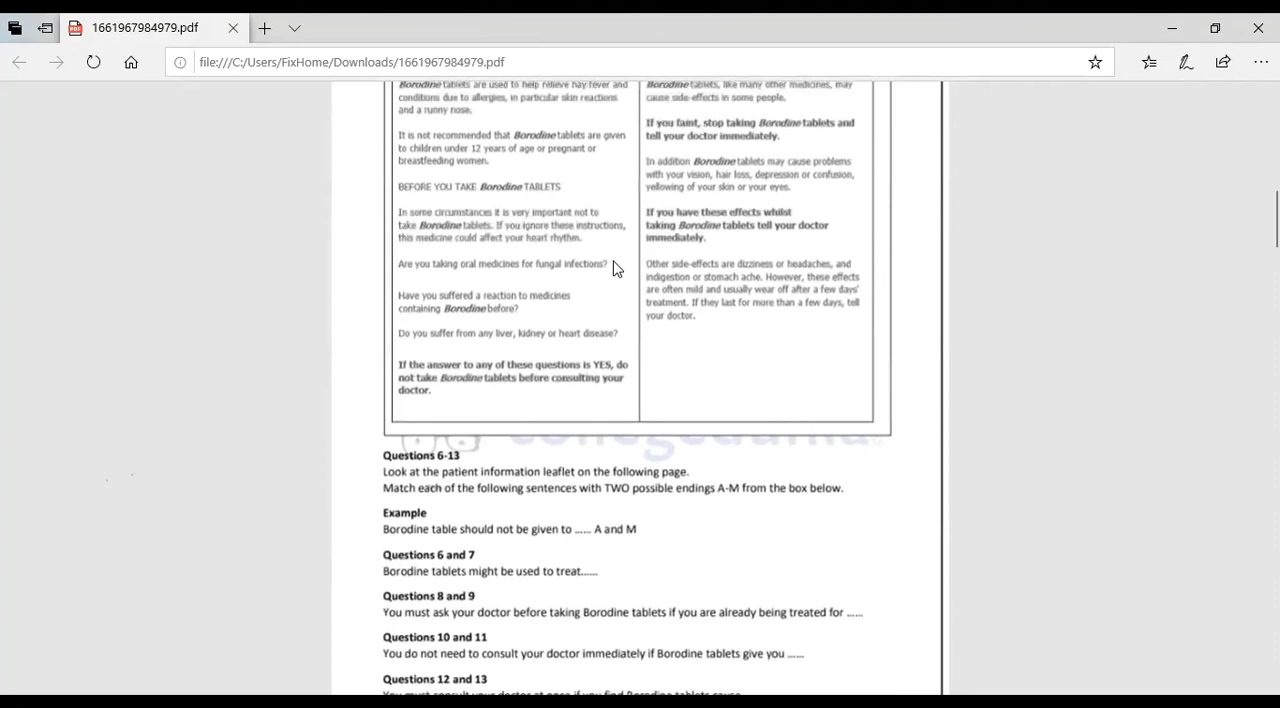 1661967984979.pdf
file:///C:/Users/FixHome/Downloads/1661967984979.pdf
Borodine tablets are used to help relieve hay fever and
conditions due to allergies, in particular skin reactions
and a runny nose.
It is not recommended that Borodine tablets are given
to children under 12 years of age or pregnant or
breastfeeding women.
BEFORE YOU TAKE Borodine TABLETS
In some circumstances it is very important not to
take Borodine tablets. If you ignore these instructions,
this medicine could affect your heart rhythm.
Are you taking oral medicines for fungal infections?
Have you suffered a reaction to medicines
containing Borodine before?
Do you suffer from any liver, kidney or heart disease?
If the answer to any of these questions is YES, do
not take Borodine tablets before consulting your
doctor.
Borodine tablets, like many other medicines, may
cause side-effects in some people.
If you faint, stop taking Borodine tablets and
tell your doctor immediately.
In addition Borodine tablets may cause problems
with your vision, hair loss, depression or confusion,
yellowing of your skin or your eyes.
If you have these effects whilst
taking Borodine tablets tell your doctor
immediately.
Other side-effects are dizziness or headaches, and
indigestion or stomach ache. However, these effects
are often mild and usually wear off after a few days'
treatment. If they last for more than a few days, tell
your doctor.
Questions 6-13
Look at the patient information leaflet on the following page.
Match each of the following sentences with TWO possible endings A-M from the box below.
Example
Borodine table should not be given to ...... A and M
Questions 6 and 7
Borodine tablets might be used to treat......
Questions 8 and 9
You must ask your doctor before taking Borodine tablets if you are already being treated for ......
Questions 10 and 11
You do not need to consult your doctor immediately if Borodine tablets give you ......
Questions 12 and 13
You must consult your doctor at once if you find Borodine tablets cause